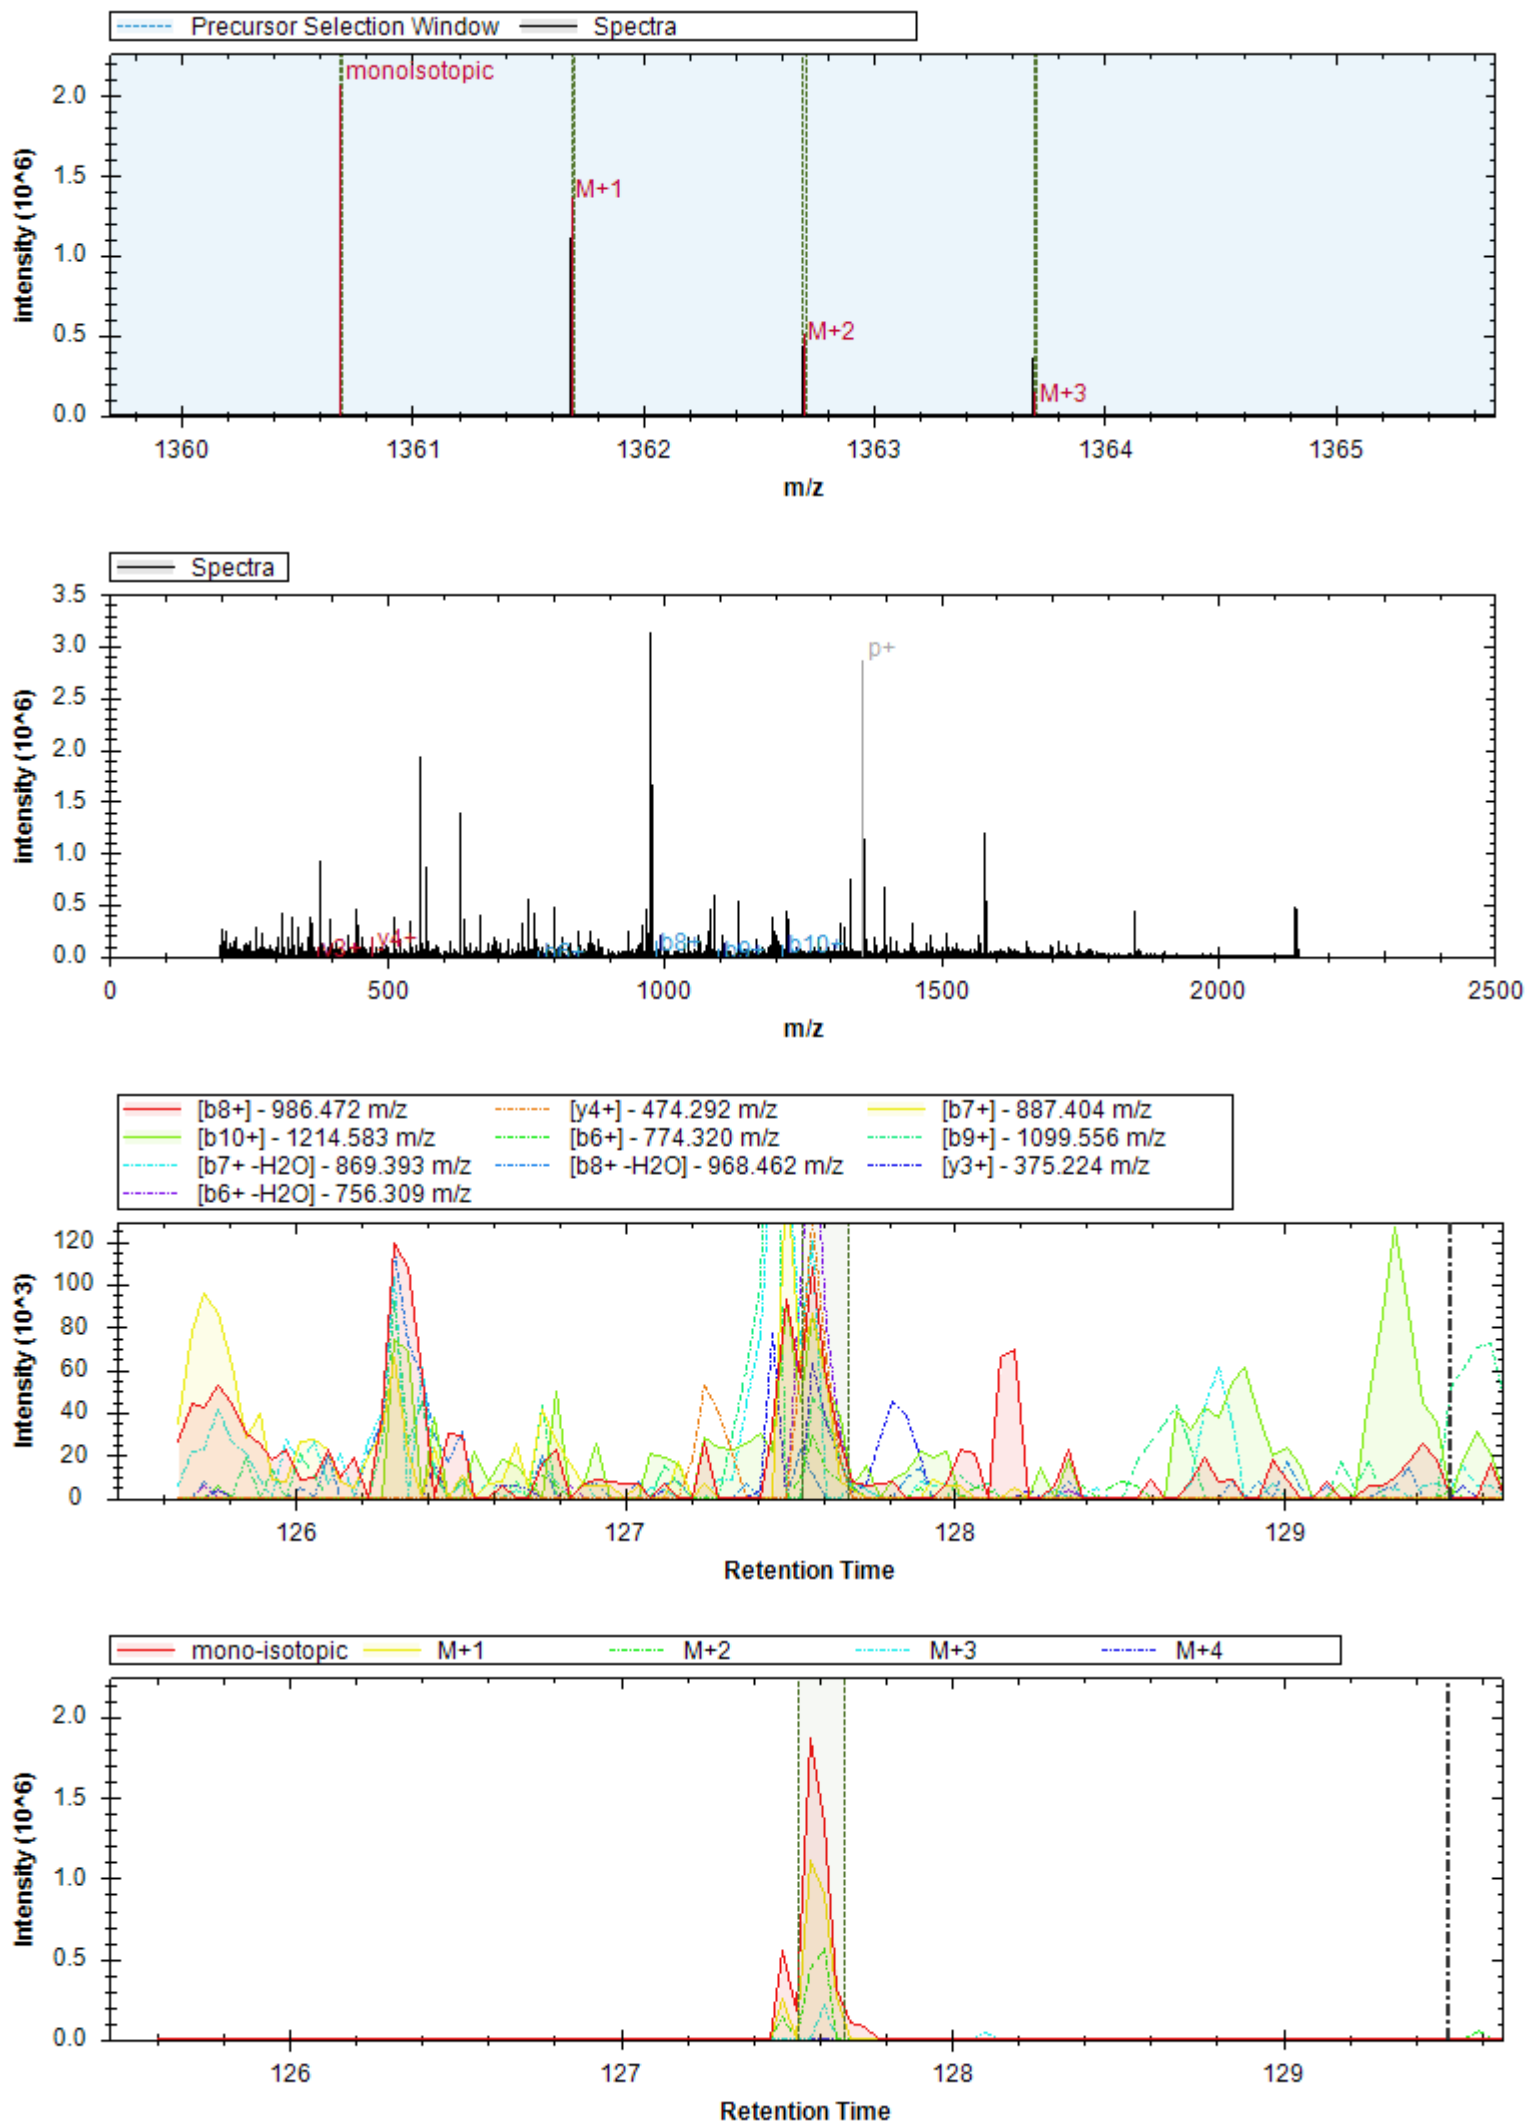 Precursor Selection Window Spectra
monoIsotopic
M+1
M+2
M+3
2.0
1.5
1.0
0.5
0.0
intensity (10^6)
1360 1361 1362 1363 1364 1365
m/z
Spectra
3.5
3.0
2.5
2.0
1.5
1.0
0.5
0.0
intensity (10^6)
p+
y3+ y4+ b6+ b8+ b9+ b10+
0 500 1000 1500 2000 2500
m/z
[b8+] - 986.472 m/z [y4+] - 474.292 m/z [b7+] - 887.404 m/z
[b10+] - 1214.583 m/z [b6+] - 774.320 m/z [b9+] - 1099.556 m/z
[b7+ -H2O] - 869.393 m/z [b8+ -H2O] - 968.462 m/z [y3+] - 375.224 m/z
[b6+ -H2O] - 756.309 m/z
120
100
80
60
40
20
0
Intensity (10^3)
126 127 128 129
Retention Time
mono-isotopic M+1 M+2 M+3 M+4
2.0
1.5
1.0
0.5
0.0
Intensity (10^6)
126 127 128 129
Retention Time